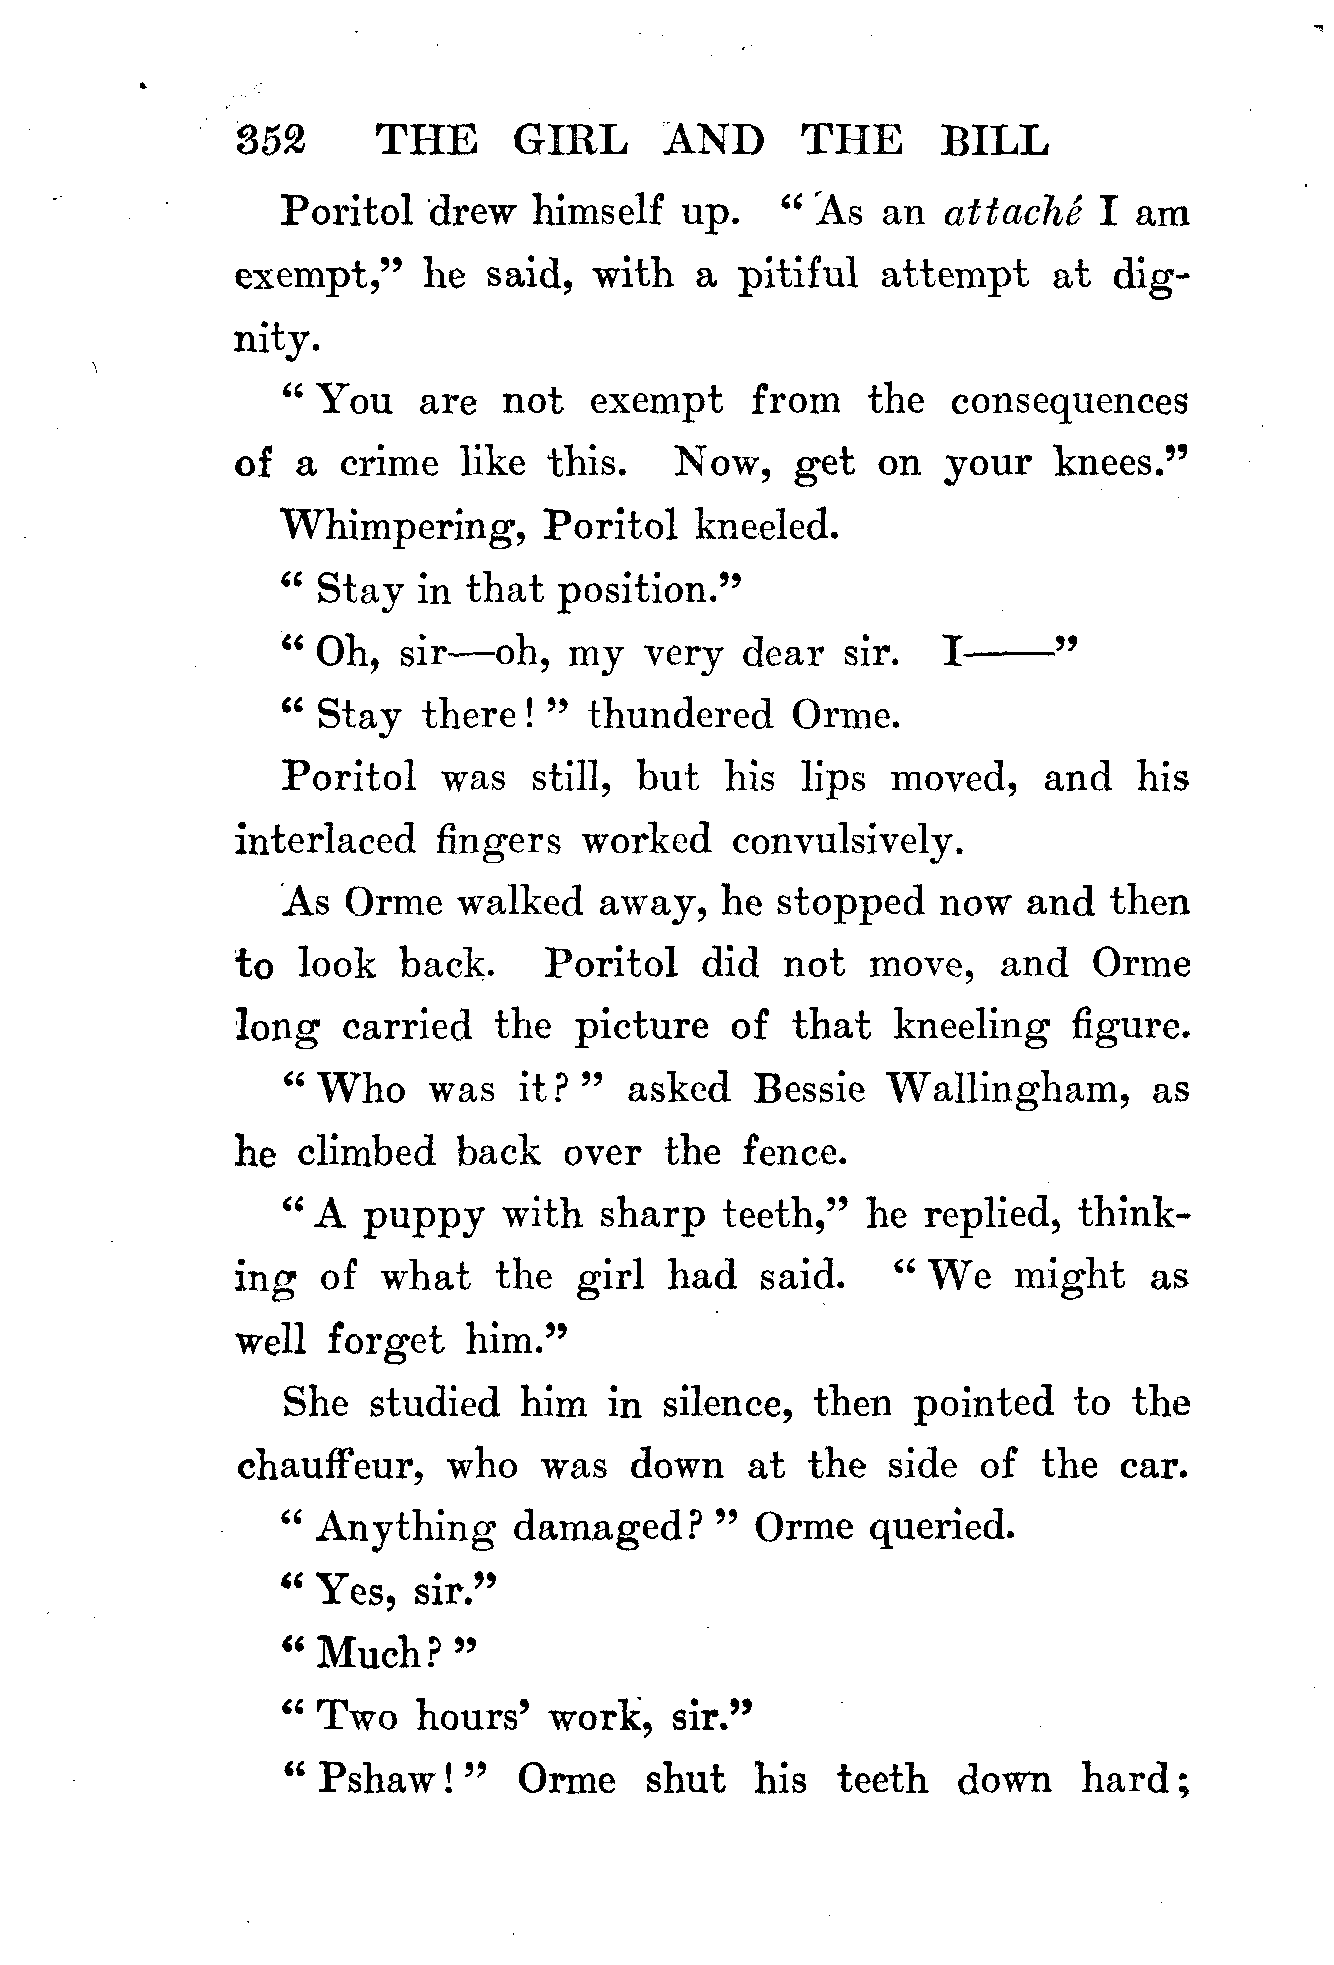 352 THE GIRL AND THE BILL
Poritol drew himself up. “ As an attaché I am
exempt,” he said, with a pitiful attempt at dig-
nity.
“ You are not exempt from the consequences
of a crime like this. Now, get on your knees.”
Whimpering, Poritol kneeled.
“ Stay in that position.”
“ Oh, sir—oh, my very dear sir. I——”
“ Stay there! ” thundered Orme.
Poritol was still, but his lips moved, and his
interlaced fingers worked convulsively.
As Orme walked away, he stopped now and then
to look back. Poritol did not move, and Orme
long carried the picture of that kneeling figure.
“ Who was it? ” asked Bessie Wallingham, as
he climbed back over the fence.
“ A puppy with sharp teeth,” he replied, think-
ing of what the girl had said. “ We might as
well forget him.”
She studied him in silence, then pointed to the
chauffeur, who was down at the side of the car.
“ Anything damaged? ” Orme queried.
“ Yes, sir.”
“ Much? ”
“ Two hours’ work, sir.”
“ Pshaw! ” Orme shut his teeth down hard;